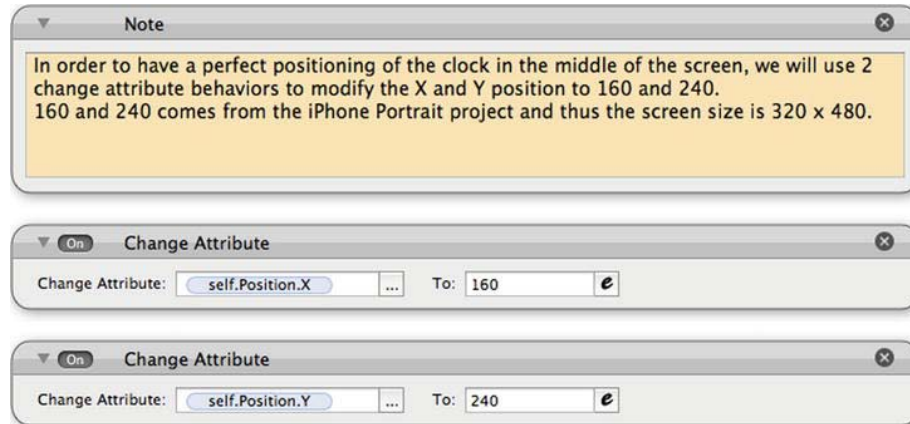 Note
In order to have a perfect positioning of the clock in the middle of the screen, we will use 2
change attribute behaviors to modify the X and Y position to 160 and 240.
160 and 240 comes from the iPhone Portrait project and thus the screen size is 320 x 480.
On Change Attribute
Change Attribute: self.Position.X ... To: 160 e
On Change Attribute
Change Attribute: self.Position.Y ... To: 240 e